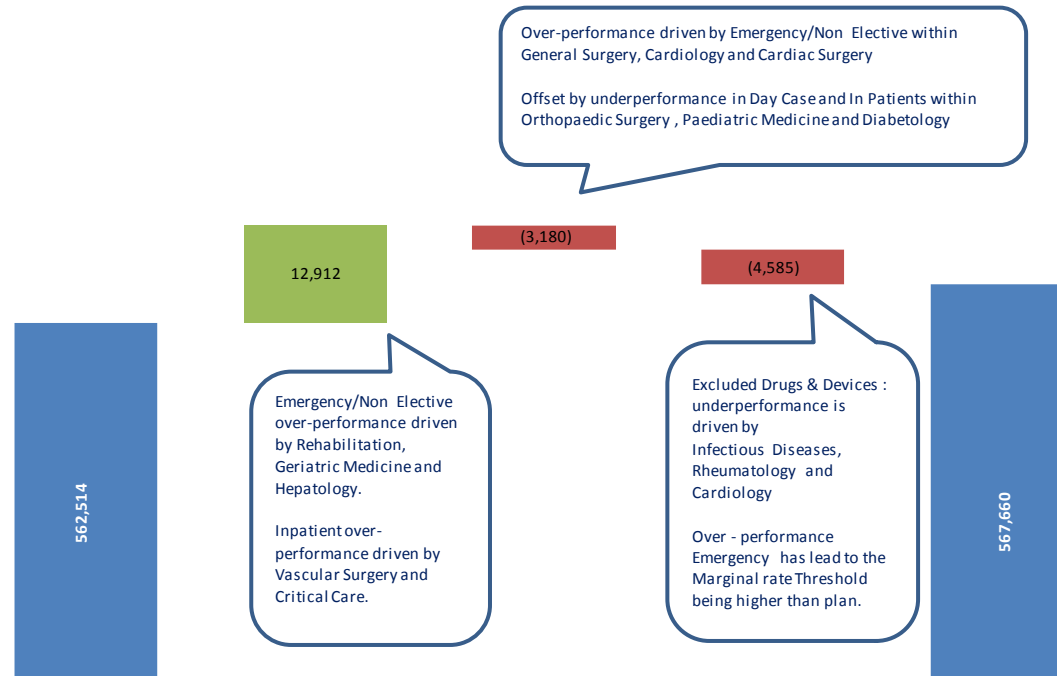 Over-performance driven by Emergency/Non Elective within
General Surgery, Cardiology and Cardiac Surgery
Offset by underperformance in Day Case and In Patients within
Orthopaedic Surgery , Paediatric Medicine and Diabetology
(3,180)
12,912
(4,585)
Emergency/Non Elective
over-performance driven
by Rehabilitation,
Geriatric Medicine and
Hepatology.
Inpatient over-
performance driven by
Vascular Surgery and
Critical Care.
Excluded Drugs & Devices :
underperformance is
driven by
Infectious Diseases,
Rheumatology and
Cardiology
Over - performance
Emergency has lead to the
Marginal rate Threshold
being higher than plan.
562,514
567,660